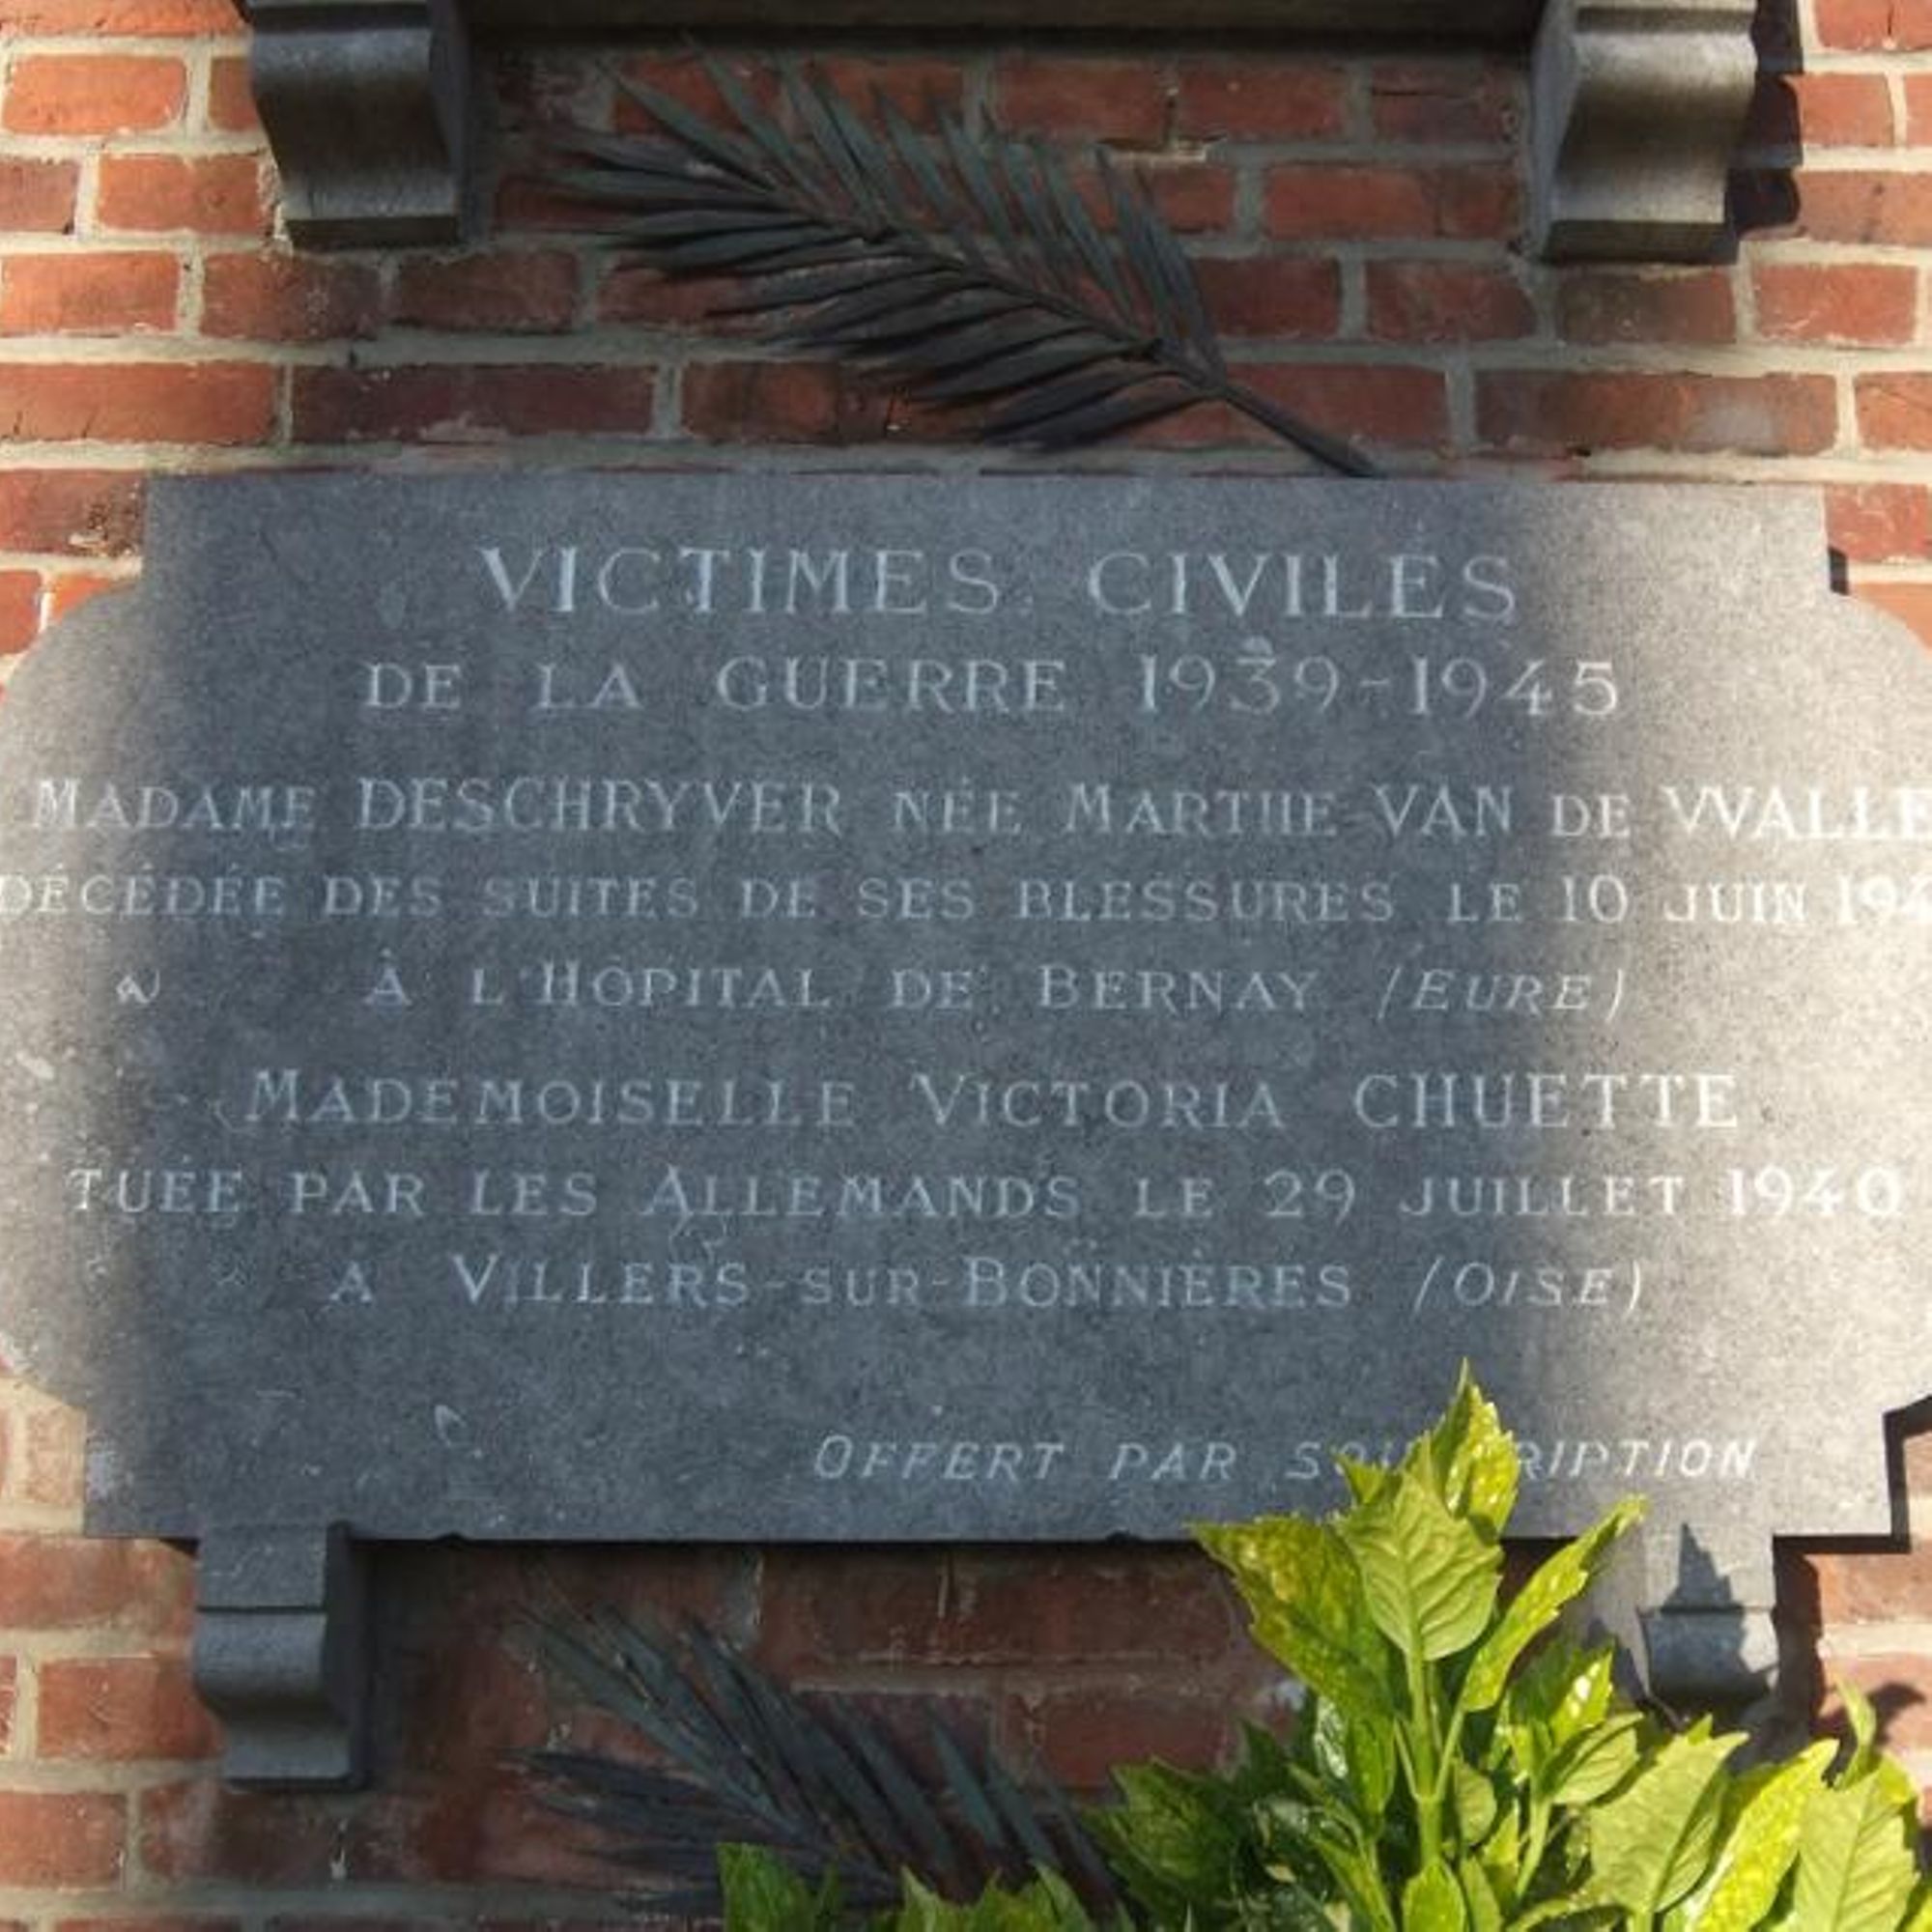 VICTIMES CIVILES
DE LA GUERRE 1939-1945
MADAME DESCHRYVER NÉE MARTHE VAN DE WALLE
DÉCÉDÉE DES SUITES DE SES BLESSURES LE 10 JUIN
À L'HÔPITAL DE BERNAY (EURE)
MADEMOISELLE VICTORIA CHUETTE
TUÉE PAR LES ALLEMANDS LE 29 JUILLET 1940
A VILLERS-SUR-BONNIÈRES (OISE)
OFFERT PAR SOUSCRIPTION